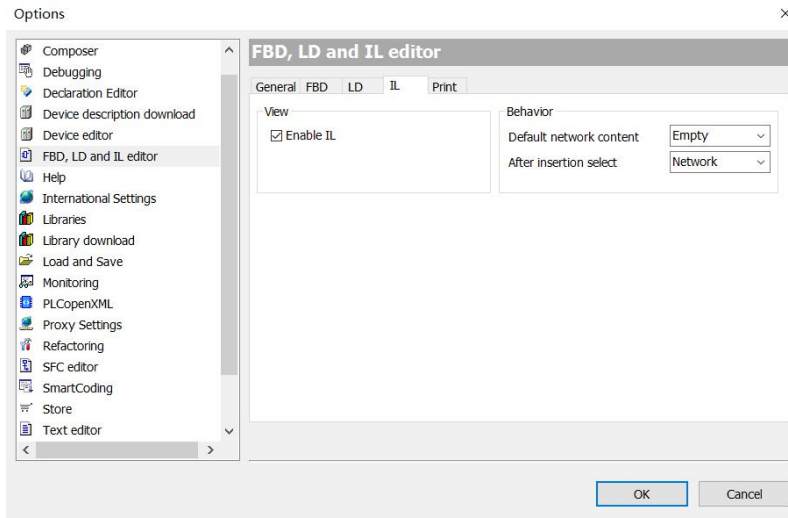 Options
Composer
Debugging
Declaration Editor
Device description download
Device editor
FBD, LD and IL editor
Help
International Settings
Libraries
Library download
Load and Save
Monitoring
PLCopenXML
Proxy Settings
Refactoring
SFC editor
SmartCoding
Store
Text editor
FBD, LD and IL editor
General FBD LD IL Print
View
Enable IL
Behavior
Default network content Empty
After insertion select Network
OK Cancel